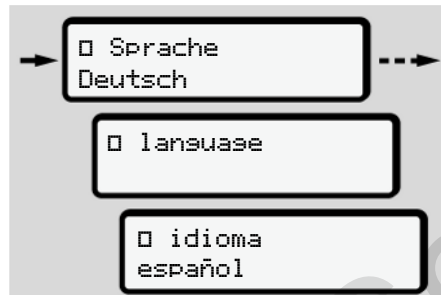 □ Sprache
Deutsch
□ language
□ idioma
español